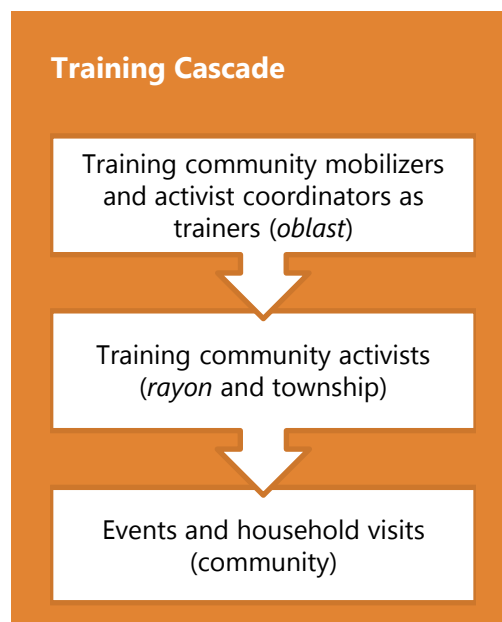 Training Cascade
Training community mobilizers
and activist coordinators as
trainers (oblast)
Training community activists
(rayon and township)
Events and household visits
(community)